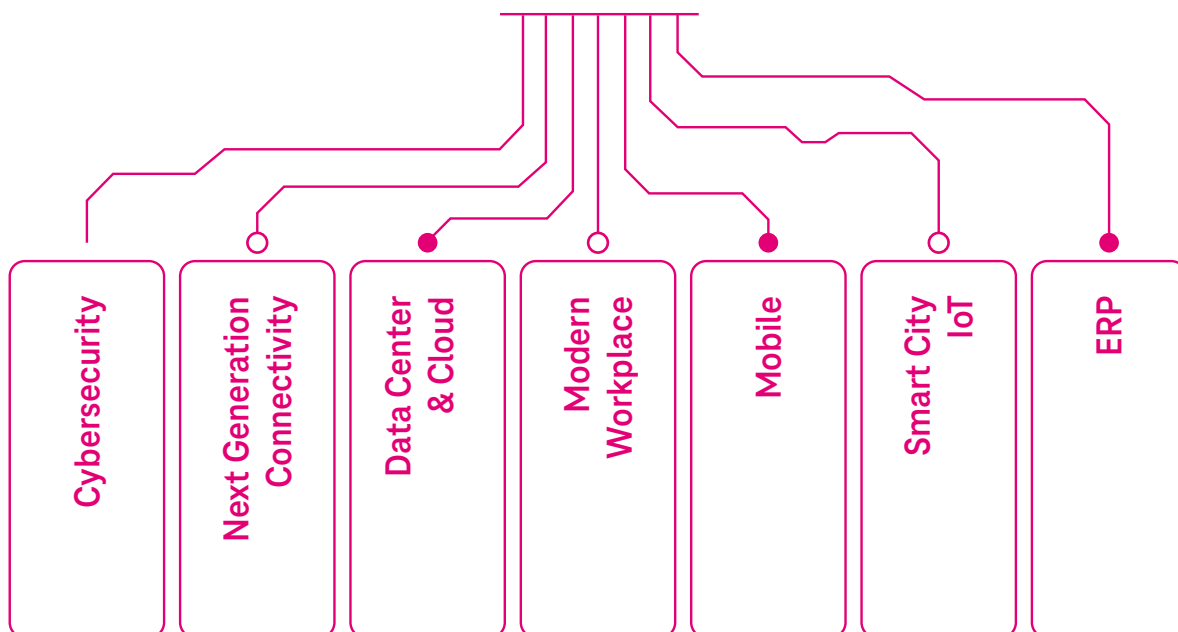 Cybersecurity
Next Generation
Connectivity
Data Center
& Cloud
Modern
Workplace
Mobile
Smart City
IoT
ERP